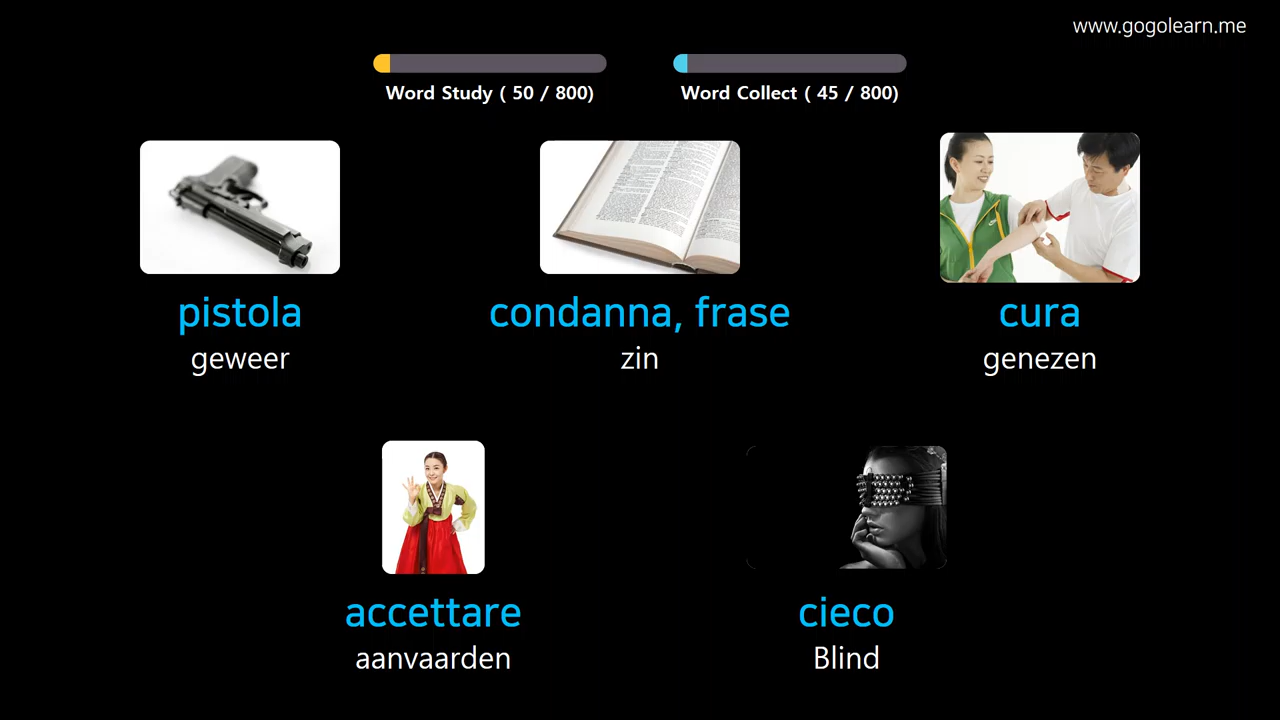 www.gogolearn.me
Word Study ( 50 / 800)
Word Collect ( 45 / 800)
pistola
geweer
condanna, frase
zin
cura
genezen
accettare
aanvaarden
cieco
Blind